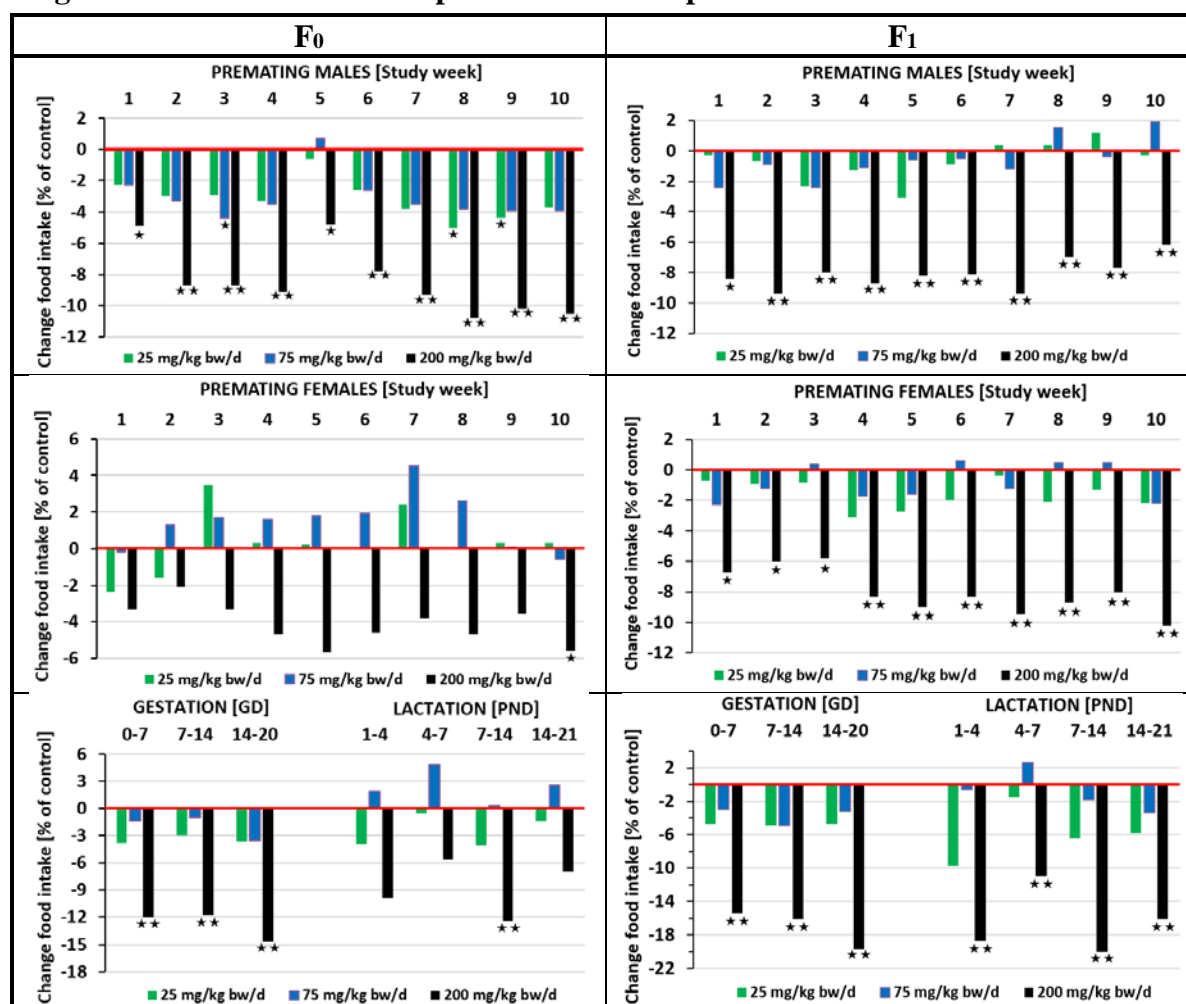 F0
F1
PREMATING MALES [Study week]
1 2 3 4 5 6 7 8 9 10
Change food intake [% of control]
2
0
-2
-4
-6
-8
-10
-12
25 mg/kg bw/d 75 mg/kg bw/d 200 mg/kg bw/d
PREMATING MALES [Study week]
1 2 3 4 5 6 7 8 9 10
Change food intake [% of control]
2
0
-2
-4
-6
-8
-10
-12
25 mg/kg bw/d 75 mg/kg bw/d 200 mg/kg bw/d
PREMATING FEMALES [Study week]
1 2 3 4 5 6 7 8 9 10
Change food intake [% of control]
6
4
2
0
-2
-4
-6
25 mg/kg bw/d 75 mg/kg bw/d 200 mg/kg bw/d
PREMATING FEMALES [Study week]
1 2 3 4 5 6 7 8 9 10
Change food intake [% of control]
2
0
-2
-4
-6
-8
-10
-12
25 mg/kg bw/d 75 mg/kg bw/d 200 mg/kg bw/d
GESTATION [GD] LACTATION [PND]
0-7 7-14 14-20 1-4 4-7 7-14 14-21
Change food intake [% of control]
6
3
0
-3
-6
-9
-12
-15
-18
25 mg/kg bw/d 75 mg/kg bw/d 200 mg/kg bw/d
GESTATION [GD] LACTATION [PND]
0-7 7-14 14-20 1-4 4-7 7-14 14-21
Change food intake [% of control]
2
-2
-6
-10
-14
-18
-22
25 mg/kg bw/d 75 mg/kg bw/d 200 mg/kg bw/d